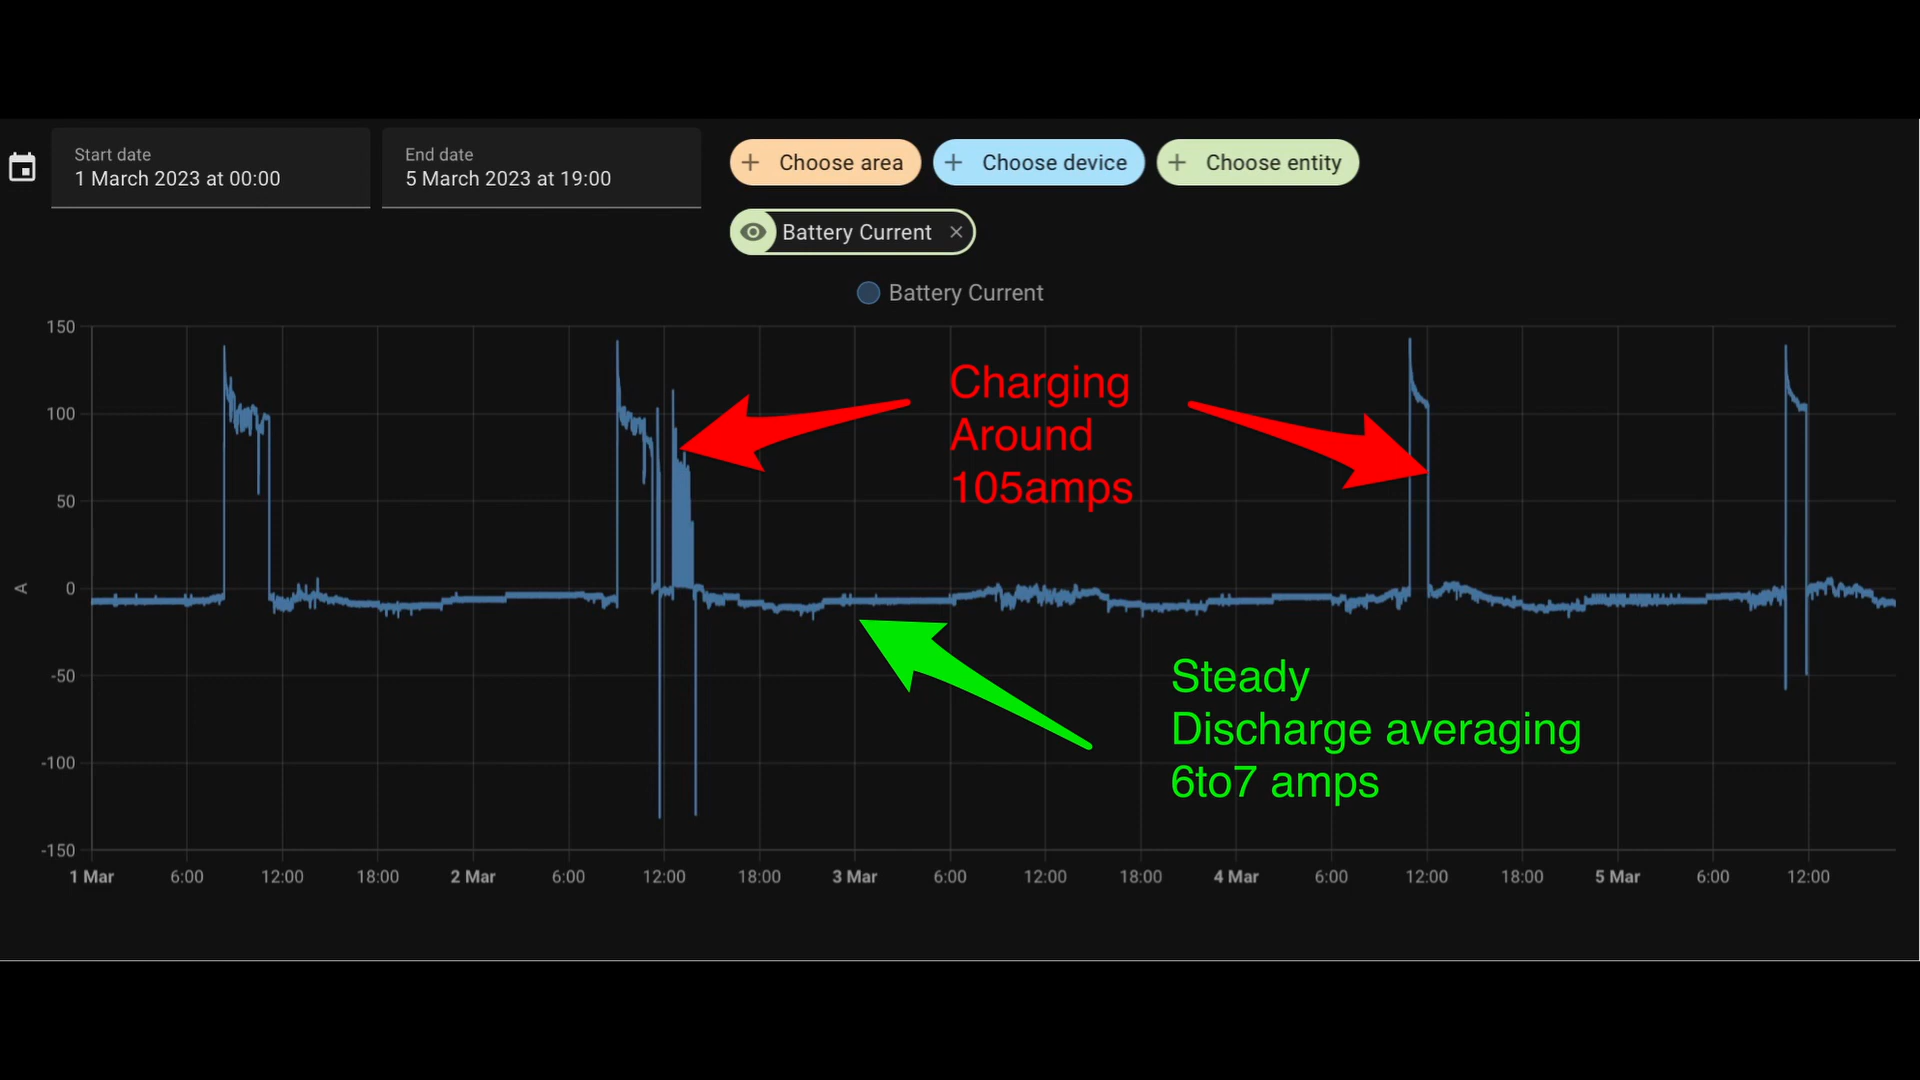 Start date
1 March 2023 at 00:00
End date
5 March 2023 at 19:00
Choose area
Choose device
Choose entity
Battery Current
Battery Current
150
100
50
0
-50
-100
-150
A
Charging
Around
105amps
Steady
Discharge averaging
6to7 amps
1 Mar
6:00
12:00
18:00
2 Mar
6:00
12:00
18:00
3 Mar
6:00
12:00
18:00
4 Mar
6:00
12:00
18:00
5 Mar
6:00
12:00